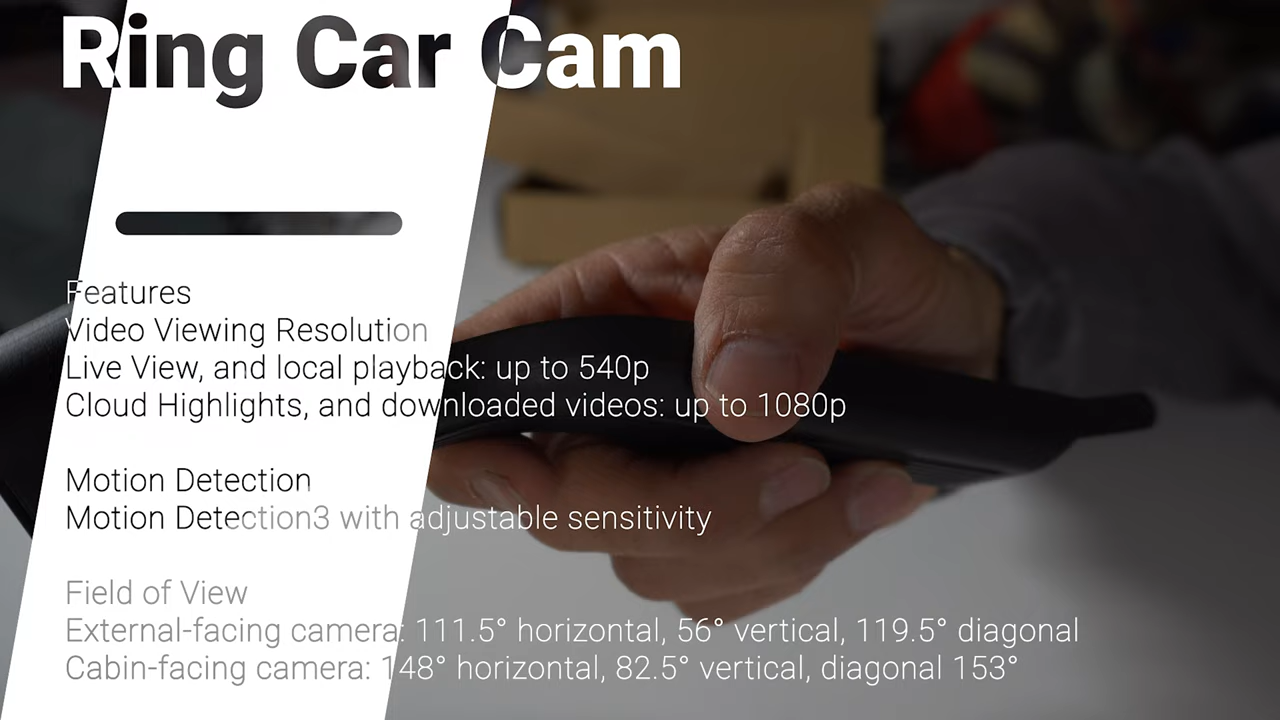 Ring Car Cam
Features
Video Viewing Resolution
Live View, and local playback: up to 540p
Cloud Highlights, and downloaded videos: up to 1080p
Motion Detection
Motion Detection3 with adjustable sensitivity
Field of View
External-facing camera: 111.5° horizontal, 56° vertical, 119.5° diagonal
Cabin-facing camera: 148° horizontal, 82.5° vertical, diagonal 153°